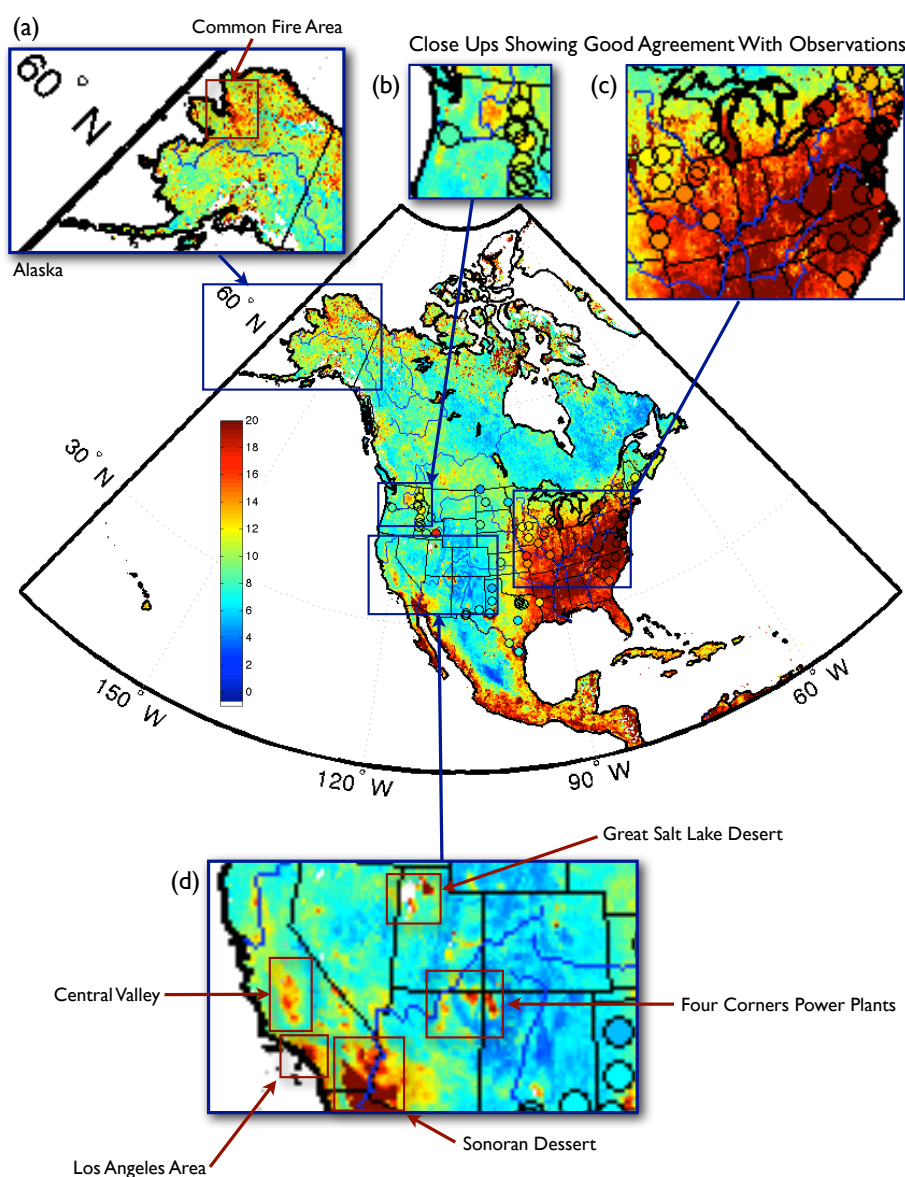 (a)
Common Fire Area
Close Ups Showing Good Agreement With Observations
60 ° N
(b)
(c)
Alaska
60 ° N
30 ° N
20
18
16
14
12
10
8
6
4
2
0
150 ° W
120 ° W
90 ° W
60 ° W
Great Salt Lake Desert
(d)
Central Valley
Four Corners Power Plants
Sonoran Dessert
Los Angeles Area